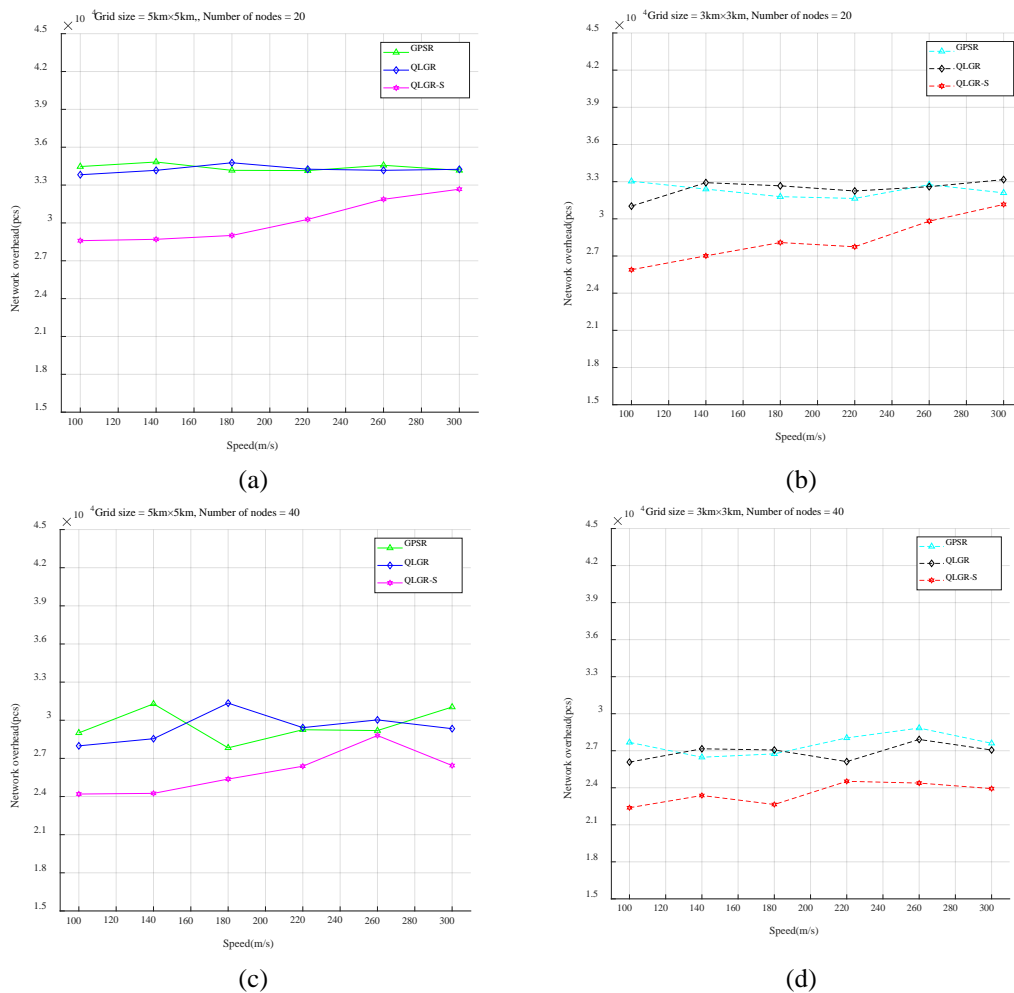 × 10 4 Grid size = 5km×5km,, Number of nodes = 20
4.5
4.2
3.9
3.6
3.3
3
2.7
2.4
2.1
1.8
1.5
Network overhead(pcs)
GPSR
QLGR
QLGR-S
100 120 140 160 180 200 220 240 260 280 300
Speed(m/s)
(a)
× 10 4 Grid size = 3km×3km, Number of nodes = 20
4.5
4.2
3.9
3.6
3.3
3
2.7
2.4
2.1
1.8
1.5
Network overhead(pcs)
GPSR
QLGR
QLGR-S
100 120 140 160 180 200 220 240 260 280 300
Speed(m/s)
(b)
× 10 4 Grid size = 5km×5km, Number of nodes = 40
4.5
4.2
3.9
3.6
3.3
3
2.7
2.4
2.1
1.8
1.5
Network overhead(pcs)
GPSR
QLGR
QLGR-S
100 120 140 160 180 200 220 240 260 280 300
Speed(m/s)
(c)
× 10 4 Grid size = 3km×3km, Number of nodes = 40
4.5
4.2
3.9
3.6
3.3
3
2.7
2.4
2.1
1.8
1.5
Network overhead(pcs)
GPSR
QLGR
QLGR-S
100 120 140 160 180 200 220 240 260 280 300
Speed(m/s)
(d)